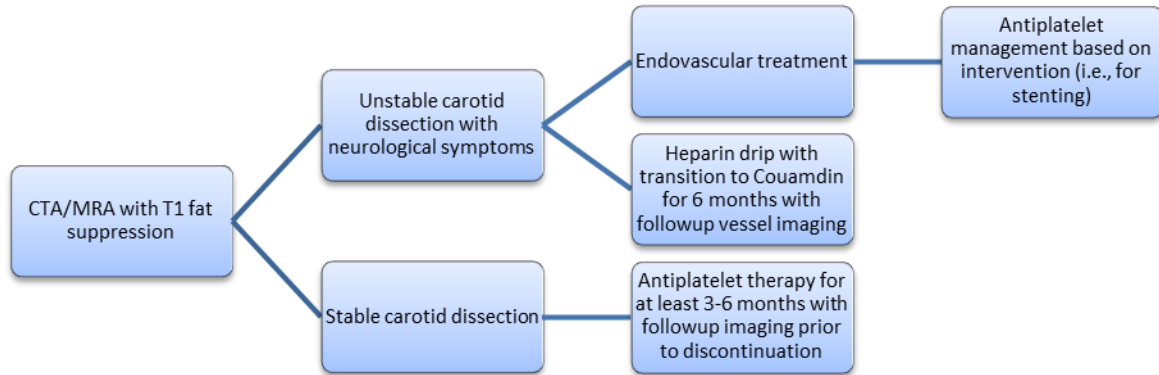 CTA/MRA with T1 fat
suppression
Unstable carotid
dissection with
neurological symptoms
Endovascular treatment
Antiplatelet
management based on
intervention (i.e., for
stenting)
Heparin drip with
transition to Couamdin
for 6 months with
followup vessel imaging
Stable carotid dissection
Antiplatelet therapy for
at least 3-6 months with
followup imaging prior
to discontinuation